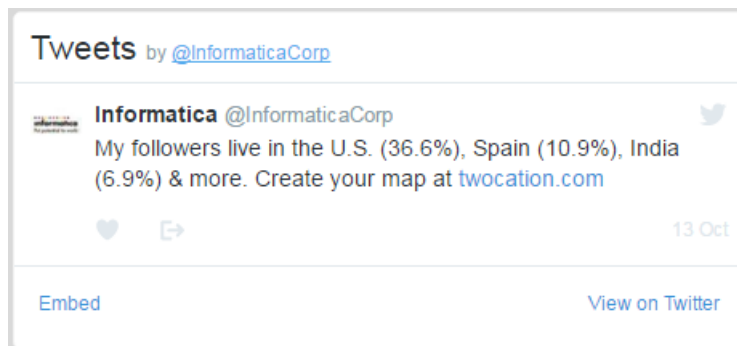 Tweets by @InformaticaCorp
informatica
Informatica @InformaticaCorp
My followers live in the U.S. (36.6%), Spain (10.9%), India
(6.9%) & more. Create your map at twocation.com
13 Oct
Embed
View on Twitter